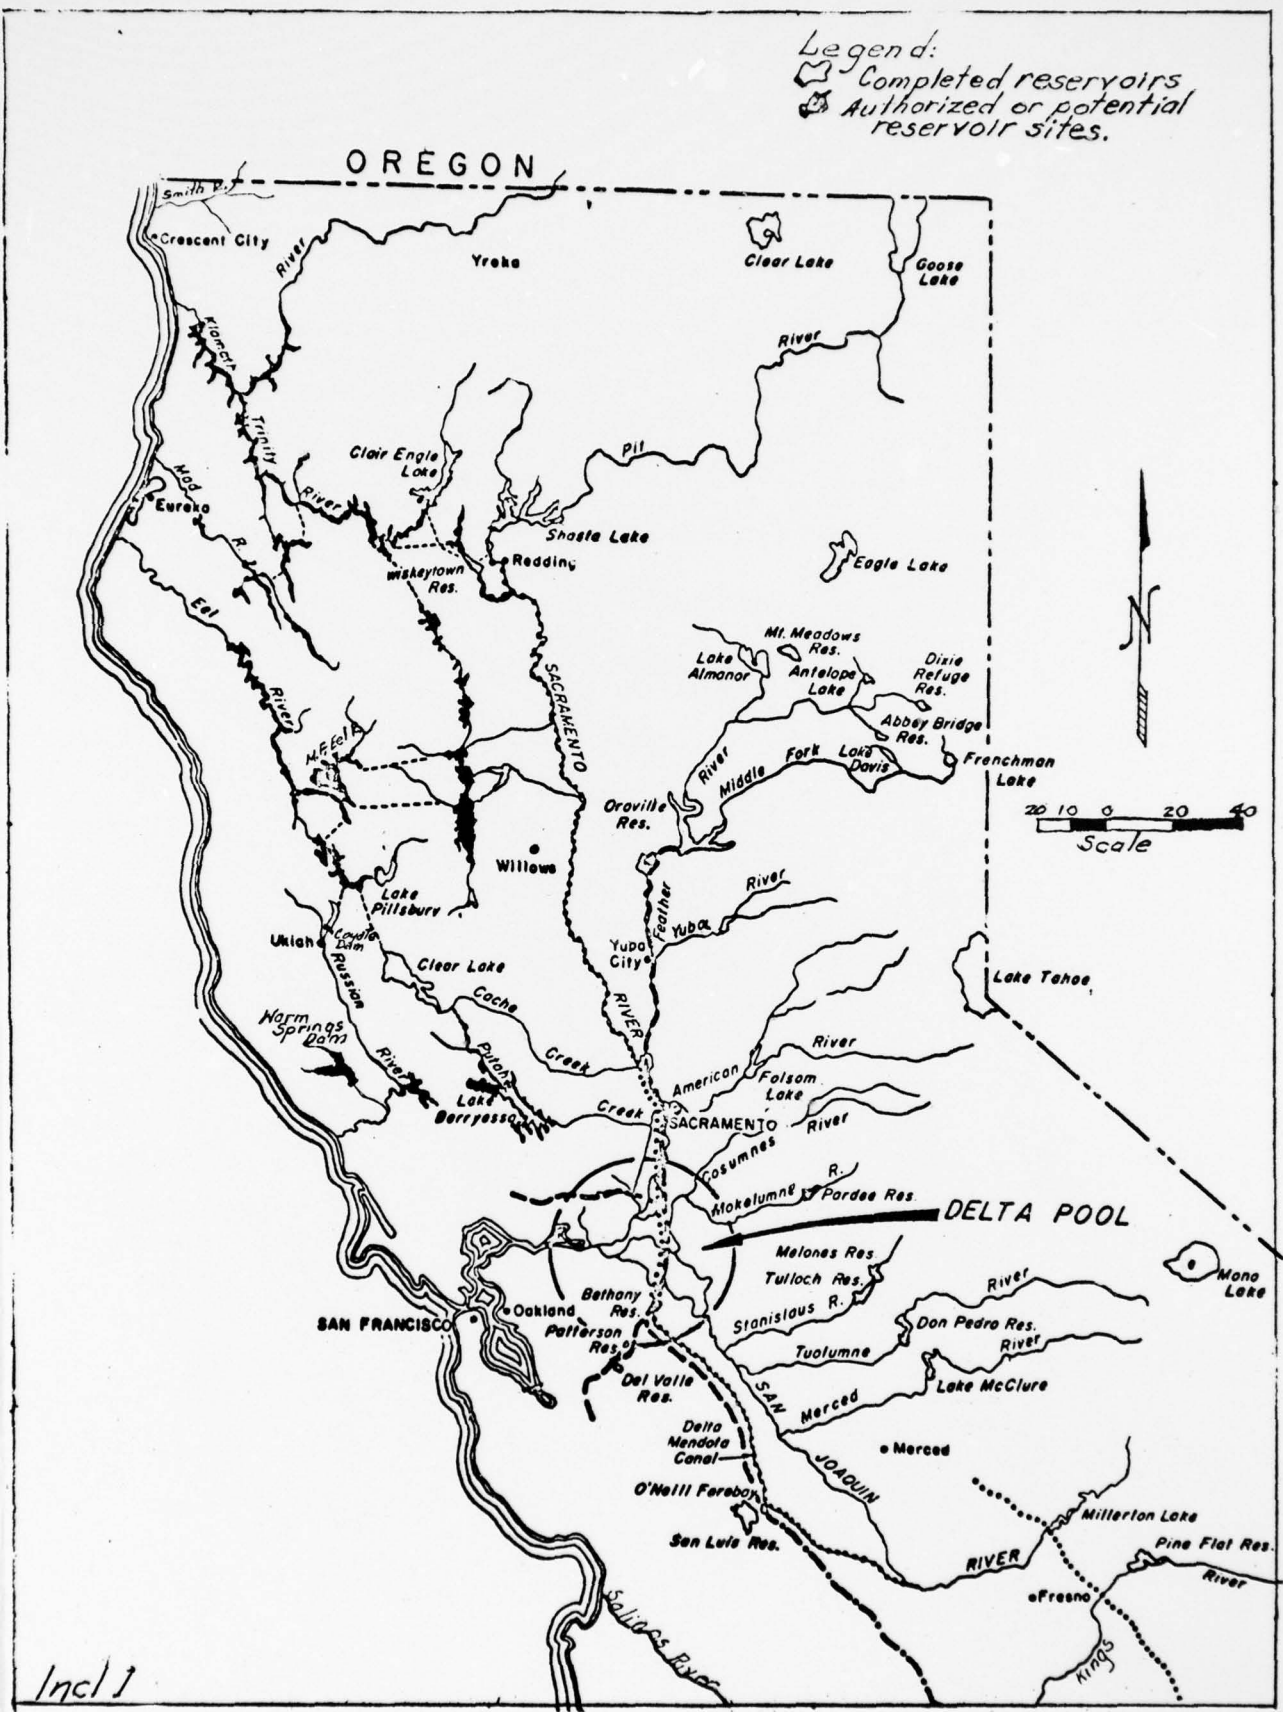 Legend:
Completed reservoirs
Authorized or potential
reservoir sites.
OREGON
Smith R.
Crescent City
River
Yreka
Clear Lake
Goose
Lake
Klamath
River
Trinity
Clair Engle
Lake
Pit
Mad
River
Eureka
R.
Shasta Lake
Redding
Wiskeytown
Res.
Eagle Lake
Eel
Mt. Meadows
Res.
Lake
Almanor
Antelope
Lake
Dixie
Refuge
Res.
SACRAMENTO
River
Abbey Bridge
Res.
M.F. Eel R.
River
Middle
Fork
Lake
Davis
Frenchman
Lake
Oroville
Res.
20 10 0 20 40
Scale
Willows
Lake
Pillsbury
River
Feather
Yuba
Ukiah
Coyote
Dam
Yuba
City
Russian
Clear Lake
Lake Tahoe
Cache
RIVER
Warm
Springs
Dam
River
Putah
Creek
American
River
Folsom
Lake
Lake
Berryessa
Creek
SACRAMENTO
River
Cosumnes
Mokelumne
R.
Pardee Res.
DELTA POOL
Melones Res.
Tulloch Res.
Mono
Lake
Bethany
Res.
Oakland
SAN FRANCISCO
Patterson
Res.
Stanislaus R.
River
Don Pedro Res.
Tuolumne
River
Del Valle
Res.
SAN
Lake McClure
Merced
Delta
Mendota
Canal
Merced
JOAQUIN
O'Neill Forebay
San Luis Res.
Millerton Lake
Pine Flat Res.
RIVER
River
Fresno
Salinas River
Kings
Incl 1